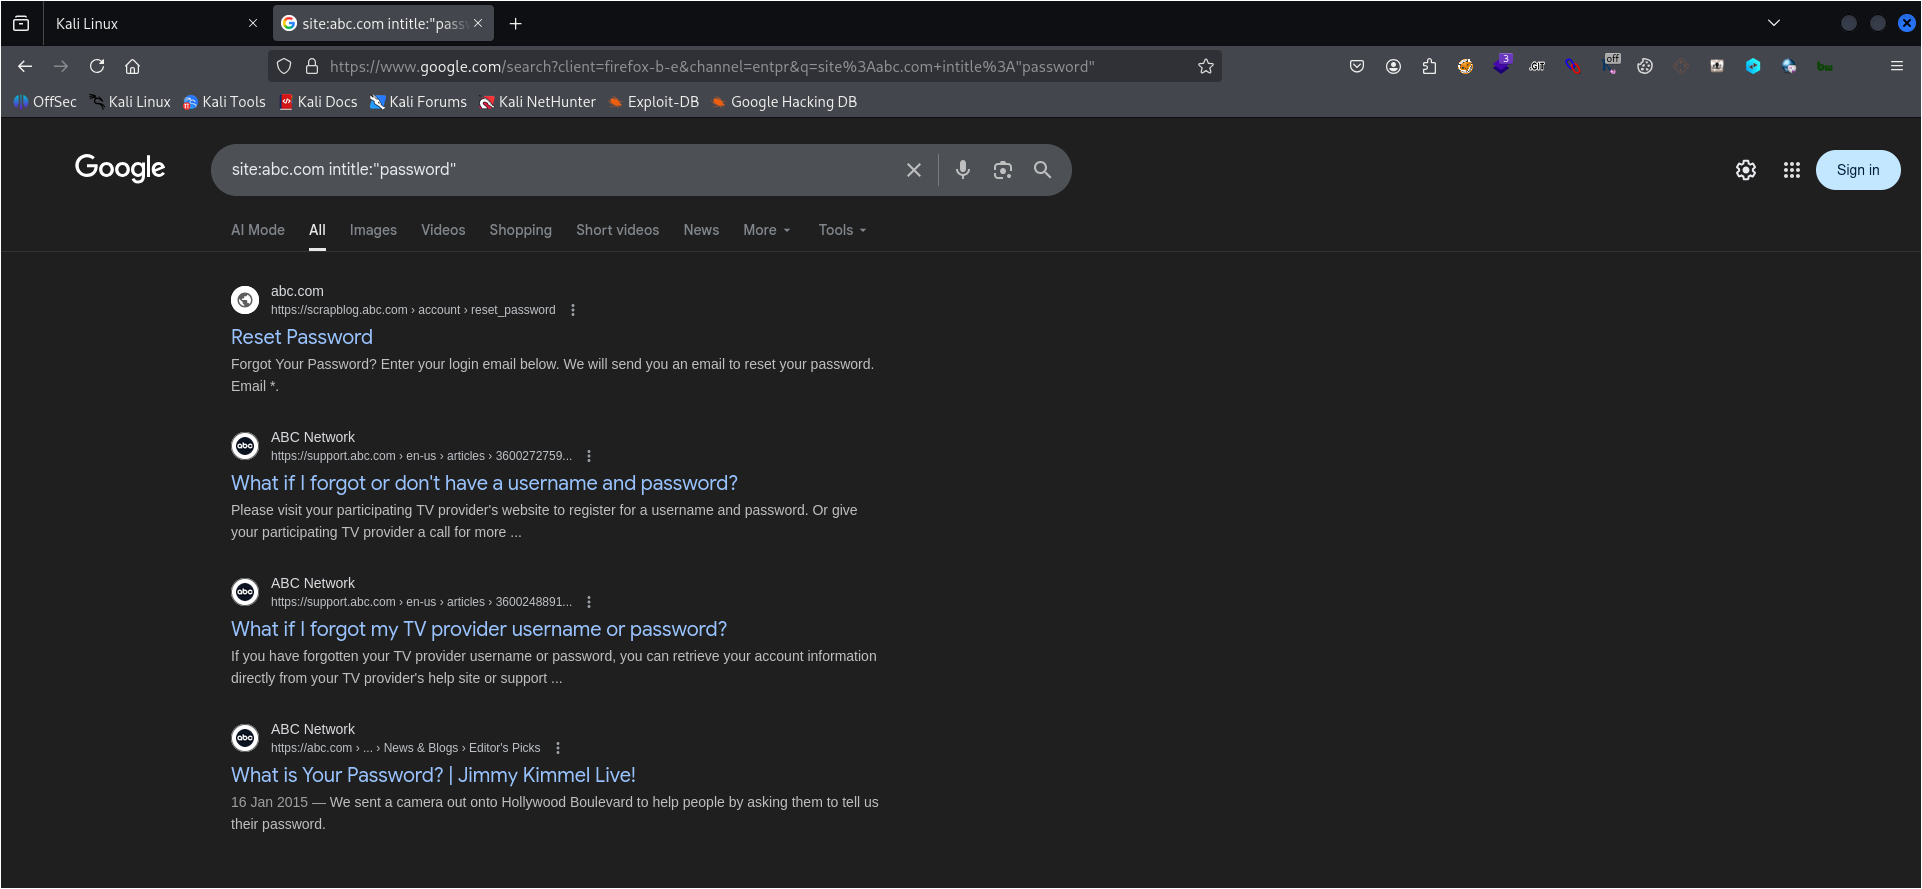 Kali Linux
site:abc.com intitle:"passw
https://www.google.com/search?client=firefox-b-e&channel=entpr&q=site%3Aabc.com+intitle%3A"password"
3
.GIT
off
OffSec
Kali Linux
Kali Tools
Kali Docs
Kali Forums
Kali NetHunter
Exploit-DB
Google Hacking DB
Google
site:abc.com intitle:"password"
Sign in
AI Mode
All
Images
Videos
Shopping
Short videos
News
More
Tools
abc.com
https://scrapblog.abc.com › account › reset_password
Reset Password
Forgot Your Password? Enter your login email below. We will send you an email to reset your password.
Email *.
abc
ABC Network
https://support.abc.com › en-us › articles › 3600272759...
What if I forgot or don't have a username and password?
Please visit your participating TV provider's website to register for a username and password. Or give
your participating TV provider a call for more ...
abc
ABC Network
https://support.abc.com › en-us › articles › 3600248891...
What if I forgot my TV provider username or password?
If you have forgotten your TV provider username or password, you can retrieve your account information
directly from your TV provider's help site or support ...
abc
ABC Network
https://abc.com › ... › News & Blogs › Editor's Picks
What is Your Password? | Jimmy Kimmel Live!
16 Jan 2015 — We sent a camera out onto Hollywood Boulevard to help people by asking them to tell us
their password.